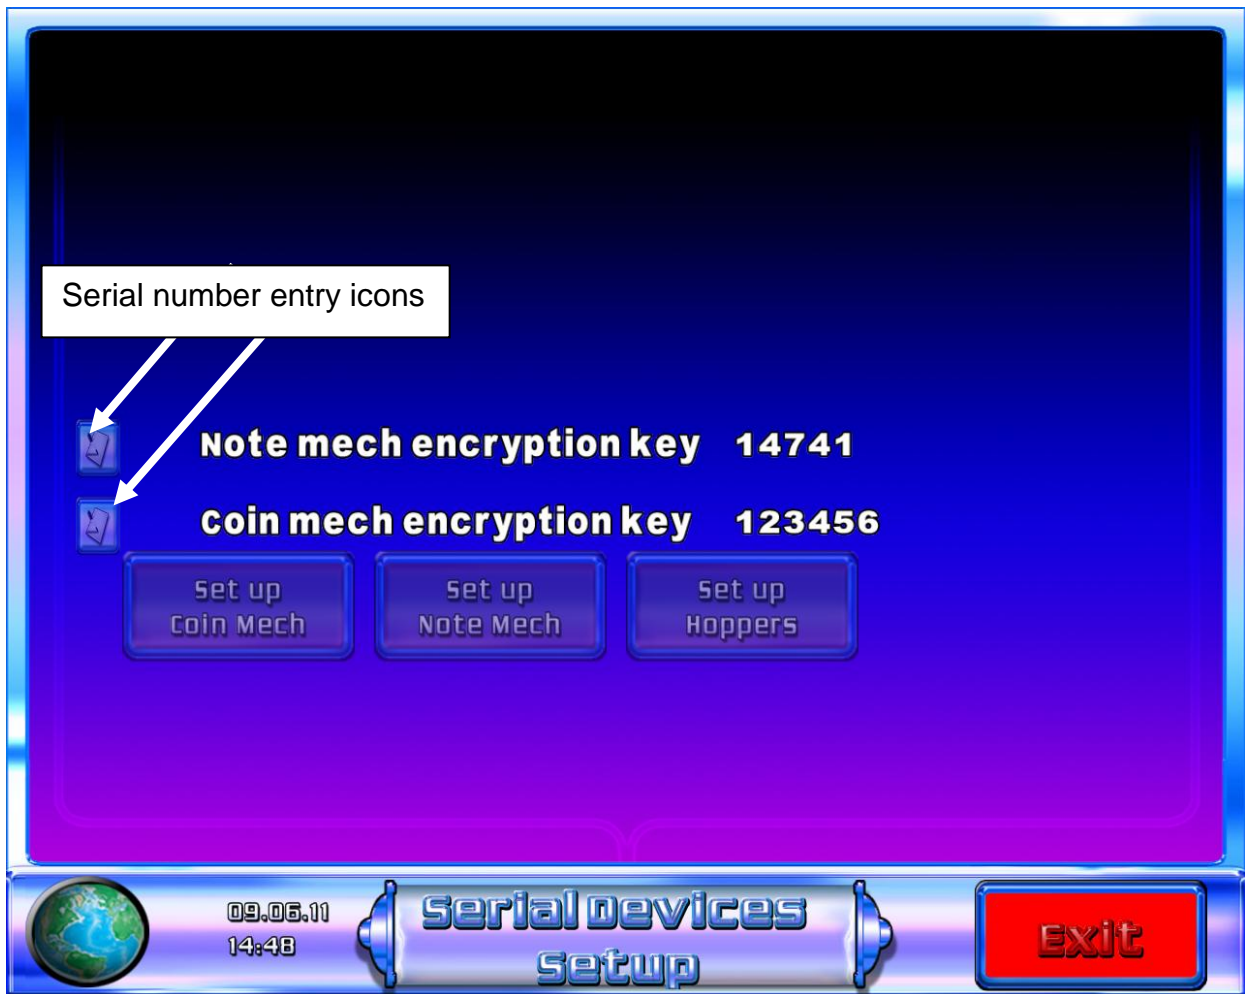 Serial number entry icons
Note mech encryption key 14741
Coin mech encryption key 123456
Set up
Coin Mech
Set up
Note Mech
Set up
Hoppers
09.06.11
14:48
Serial Devices
Setup
Exit